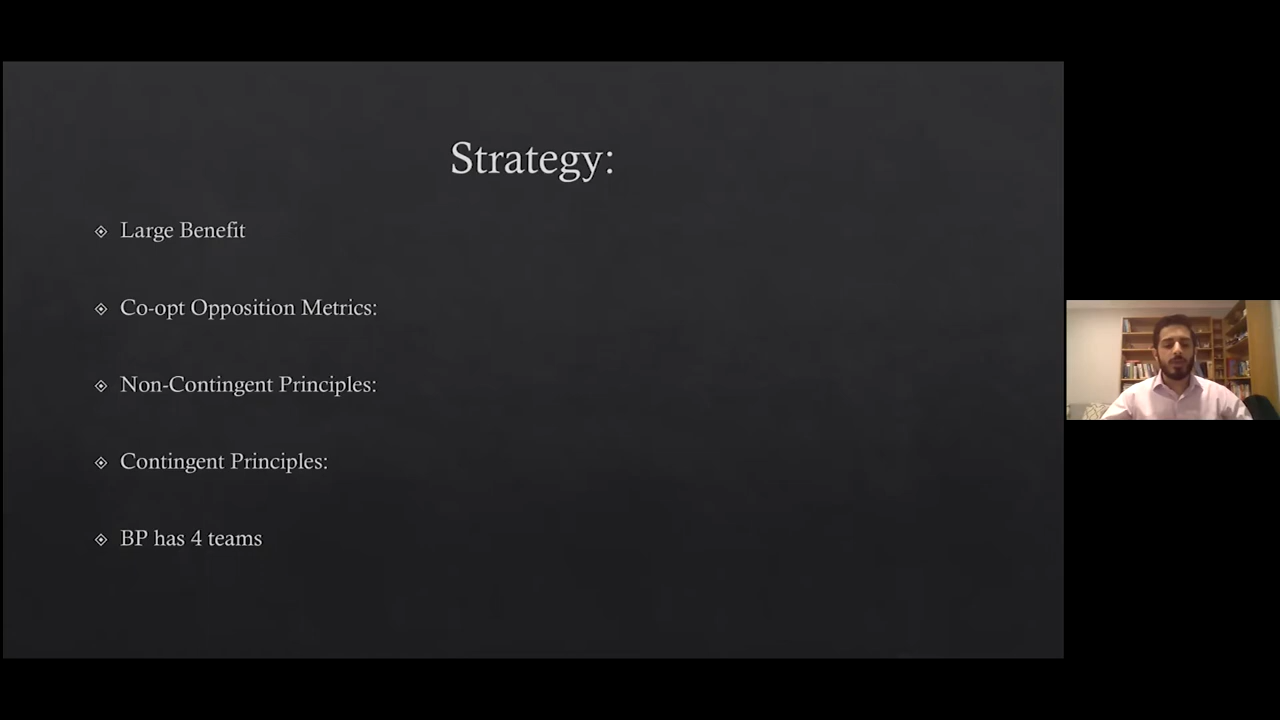 Strategy:
Large Benefit
Co-opt Opposition Metrics:
Non-Contingent Principles:
Contingent Principles:
BP has 4 teams